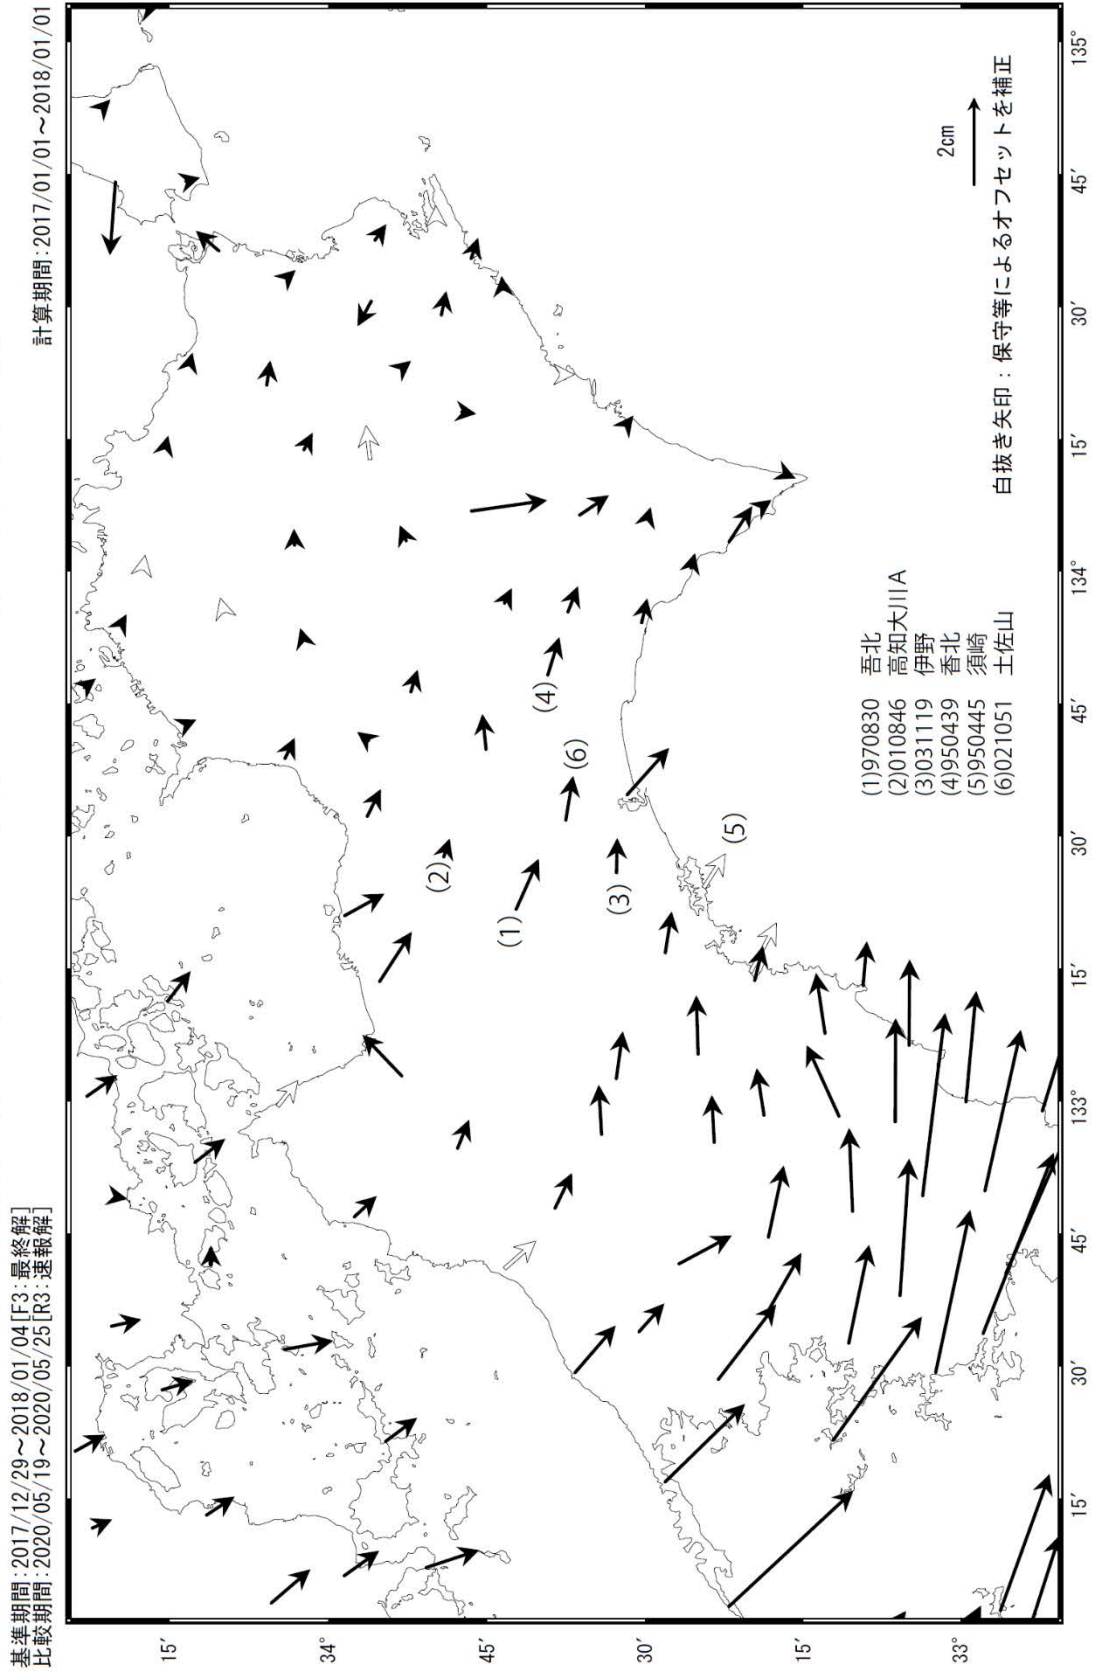 基準期間:2017/12/29~2018/01/04[F3:最終解]
比較期間:2020/05/19~2020/05/25[R3:速報解]
計算期間:2017/01/01~2018/01/01
15′
34°
45′
30′
15′
33°
(1)
(2)
(3)
(4)
(5)
(6)
(1)970830 吾北
(2)010846 高知大川A
(3)031119 伊野
(4)950439 香北
(5)950445 須崎
(6)021051 土佐山
2cm
白抜き矢印:保守等によるオフセットを補正
15′
30′
45′
133°
15′
30′
45′
134°
15′
30′
45′
135°